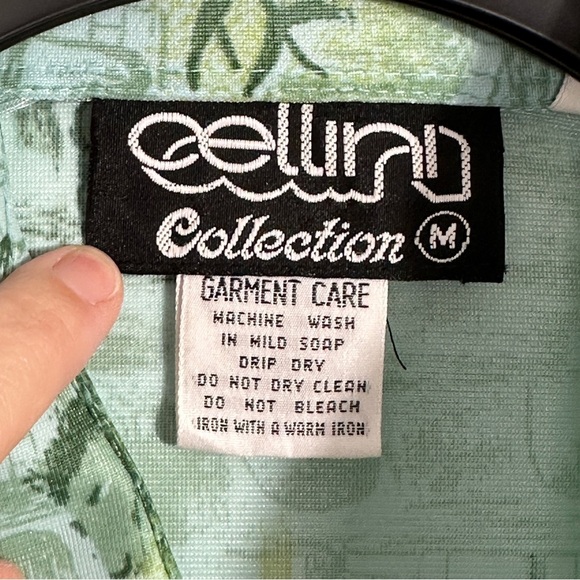 cellini
Collection M
GARMENT CARE
MACHINE WASH
IN MILD SOAP
DRIP DRY
DO NOT DRY CLEAN
DO NOT BLEACH
IRON WITH A WARM IRON